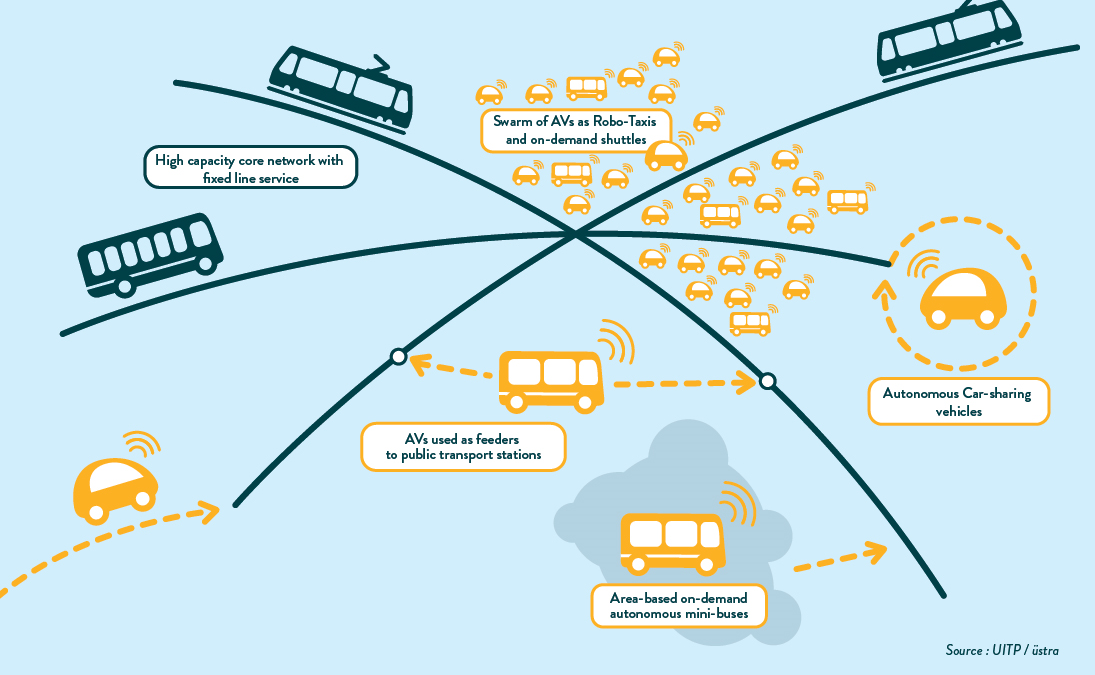 Swarm of AVs as Robo-Taxis
and on-demand shuttles
High capacity core network with
fixed line service
Autonomous Car-sharing
vehicles
AVs used as feeders
to public transport stations
Area-based on-demand
autonomous mini-buses
Source : UITP / üstra